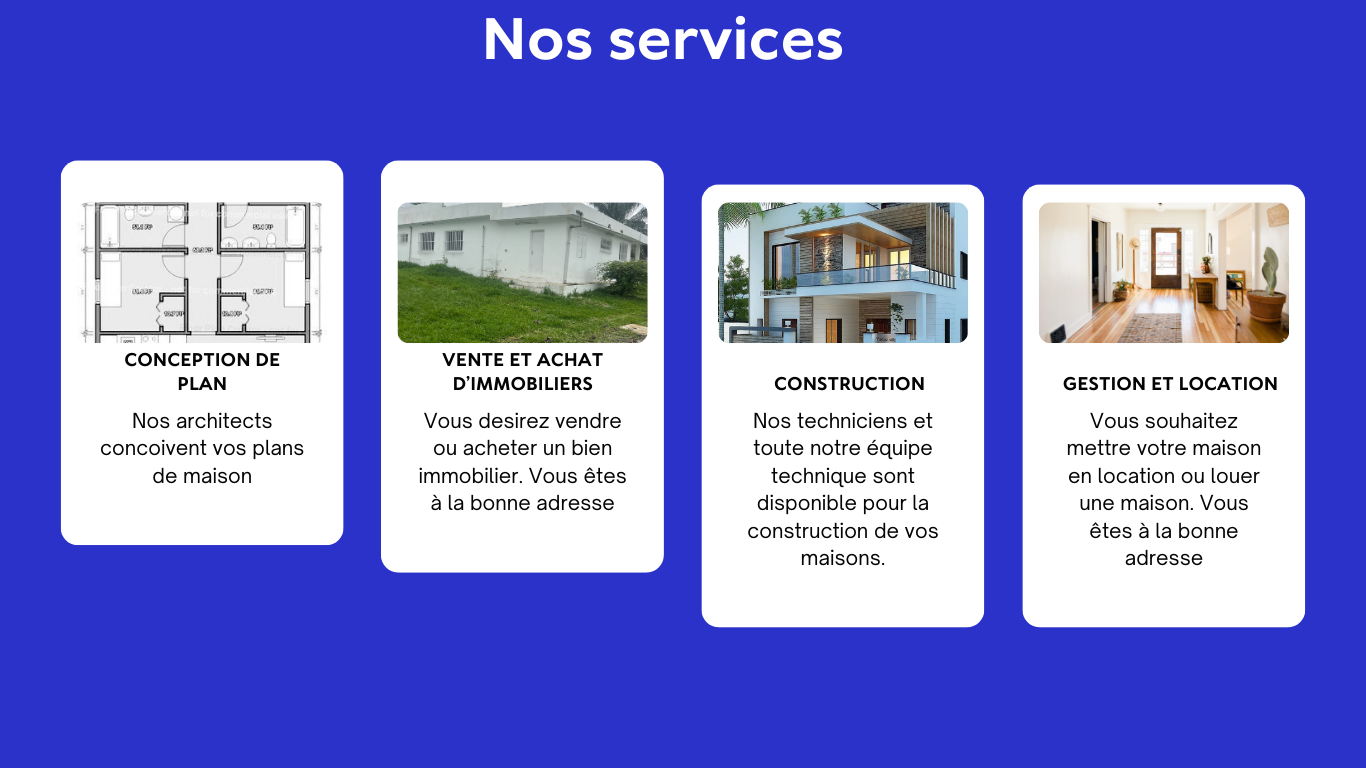 Nos services
CONCEPTION DE
PLAN
Nos architects
concoivent vos plans
de maison
VENTE ET ACHAT
D’IMMOBILIERS
Vous desirez vendre
ou acheter un bien
immobilier. Vous êtes
à la bonne adresse
CONSTRUCTION
Nos techniciens et
toute notre équipe
technique sont
disponible pour la
construction de vos
maisons.
GESTION ET LOCATION
Vous souhaitez
mettre votre maison
en location ou louer
une maison. Vous
êtes à la bonne
adresse